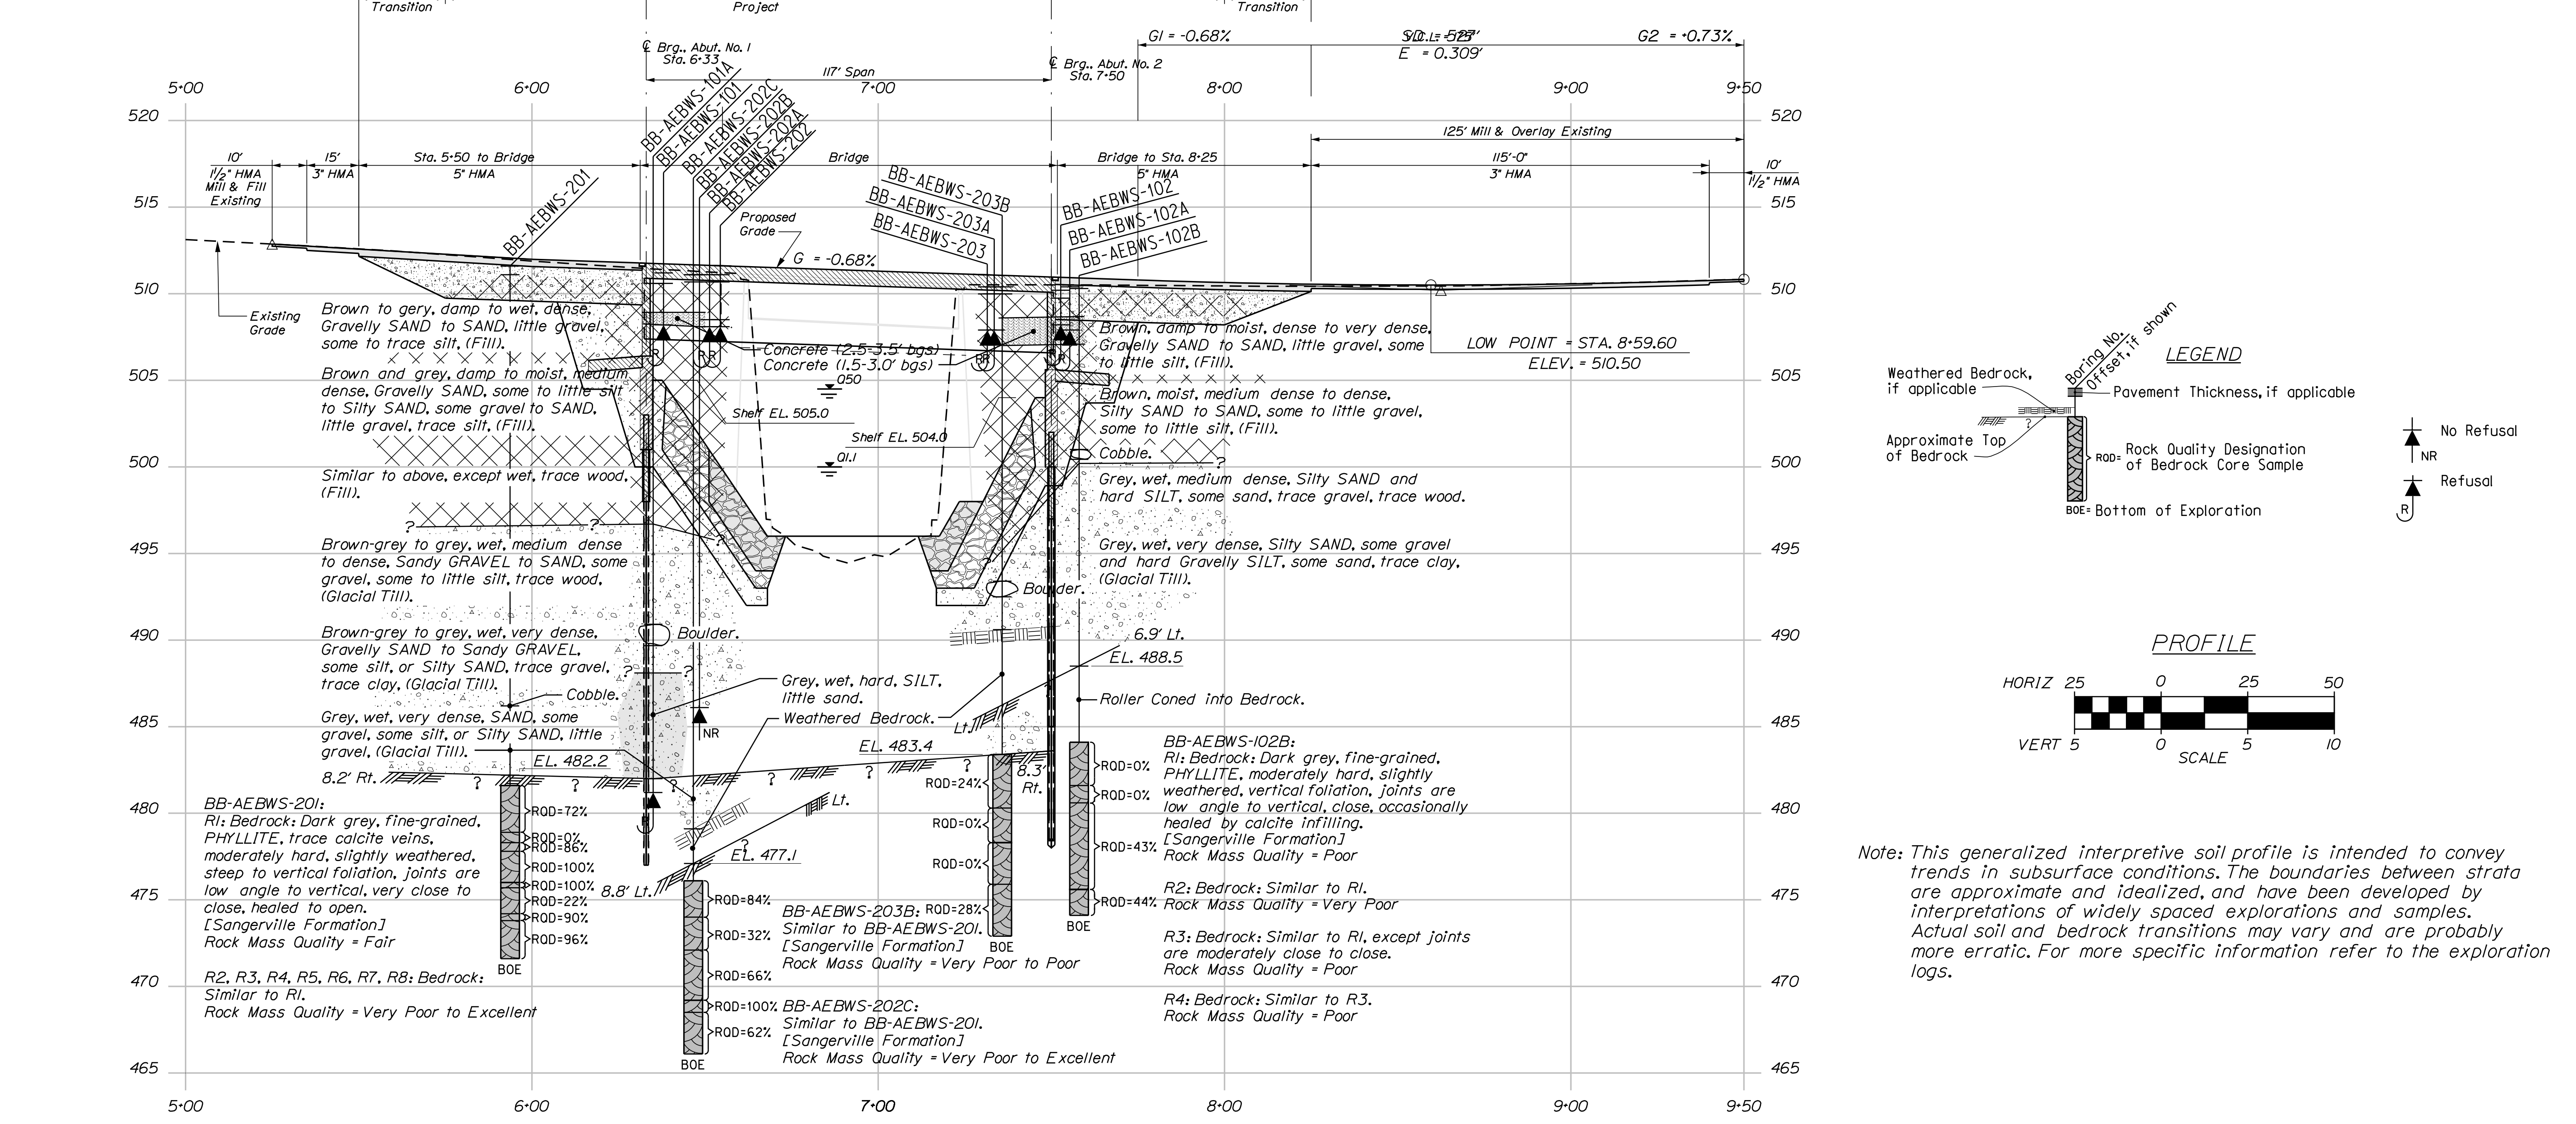 Transition
Project
Transition
℄ Brg., Abut. No. 1
Sta. 6+33
117' Span
℄ Brg., Abut. No. 2
Sta. 7+50
G1 = -0.68%
G2 = +0.73%
E = 0.309'
5+00
6+00
7+00
8+00
9+00
9+50
520
520
125' Mill & Overlay Existing
10'
15'
Sta. 5+50 to Bridge
Bridge
Bridge to Sta. 8+25
115'-0"
10'
1 1/2" HMA
3" HMA
5" HMA
5" HMA
3" HMA
1 1/2" HMA
Mill & Fill
Existing
BB-AEBWS-201
BB-AEBWS-101A
BB-AEBWS-101
BB-AEBWS-202C
BB-AEBWS-202B
BB-AEBWS-202A
BB-AEBWS-202
BB-AEBWS-203B
BB-AEBWS-203A
BB-AEBWS-203
BB-AEBWS-102
BB-AEBWS-102A
BB-AEBWS-102B
515
515
Proposed
Grade
G = -0.68%
510
510
Existing
Grade
Brown to gery, damp to wet, dense,
Gravelly SAND to SAND, little gravel,
some to trace silt, (Fill).
Brown and grey, damp to moist, medium
dense, Gravelly SAND, some to little silt
to Silty SAND, some gravel to SAND,
little gravel, trace silt, (Fill).
Similar to above, except wet, trace wood,
(Fill).
Brown-grey to grey, wet, medium dense
to dense, Sandy GRAVEL to SAND, some
gravel, some to little silt, trace wood,
(Glacial Till).
Brown-grey to grey, wet, very dense,
Gravelly SAND to Sandy GRAVEL,
some silt, or Silty SAND, trace gravel,
trace clay, (Glacial Till).
Cobble.
Grey, wet, very dense, SAND, some
gravel, some silt, or Silty SAND, little
gravel, (Glacial Till).
Concrete (2.5-3.5' bgs)
Concrete (1.5-3.0' bgs)
Q50
Shelf EL. 505.0
Shelf EL. 504.0
Q1.1
R
R
R
R
R
R
R
Brown, damp to moist, dense to very dense,
Gravelly SAND to SAND, little gravel, some
to little silt, (Fill).
Brown, moist, medium dense to dense,
Silty SAND to SAND, some to little gravel,
some to little silt, (Fill).
Cobble.
Grey, wet, medium dense, Silty SAND and
hard SILT, some sand, trace gravel, trace wood.
Grey, wet, very dense, Silty SAND, some gravel
and hard Gravelly SILT, some sand, trace clay,
(Glacial Till).
LOW POINT = STA. 8+59.60
ELEV. = 510.50
505
505
500
500
495
495
490
490
485
485
480
480
475
475
470
470
465
465
?
?
?
?
?
Boulder.
Boulder.
?
?
Grey, wet, hard, SILT,
little sand.
Weathered Bedrock.
NR
6.9' Lt.
EL. 488.5
Lt.
Roller Coned into Bedrock.
EL. 483.4
EL. 482.2
8.2' Rt.
?
?
?
?
?
?
8.3'
Rt.
Lt.
?
EL. 477.1
8.8' Lt.
R
BB-AEBWS-201:
R1: Bedrock: Dark grey, fine-grained,
PHYLLITE, trace calcite veins,
moderately hard, slightly weathered,
steep to vertical foliation, joints are
low angle to vertical, very close to
close, healed to open.
[Sangerville Formation]
Rock Mass Quality = Fair
R2, R3, R4, R5, R6, R7, R8: Bedrock:
Similar to R1.
Rock Mass Quality = Very Poor to Excellent
RQD=72%
RQD=0%
RQD=86%
RQD=100%
RQD=100%
RQD=22%
RQD=90%
RQD=96%
BOE
RQD=84%
RQD=32%
RQD=66%
RQD=100%
RQD=62%
BOE
BB-AEBWS-203B:
Similar to BB-AEBWS-201.
[Sangerville Formation]
Rock Mass Quality = Very Poor to Poor
BB-AEBWS-202C:
Similar to BB-AEBWS-201.
[Sangerville Formation]
Rock Mass Quality = Very Poor to Excellent
RQD=24%
RQD=0%
RQD=0%
RQD=28%
BOE
RQD=0%
RQD=0%
RQD=43%
RQD=44%
BOE
BB-AEBWS-102B:
R1: Bedrock: Dark grey, fine-grained,
PHYLLITE, moderately hard, slightly
weathered, vertical foliation, joints are
low angle to vertical, close, occasionally
healed by calcite infilling.
[Sangerville Formation]
Rock Mass Quality = Poor
R2: Bedrock: Similar to R1.
Rock Mass Quality = Very Poor
R3: Bedrock: Similar to R1, except joints
are moderately close to close.
Rock Mass Quality = Poor
R4: Bedrock: Similar to R3.
Rock Mass Quality = Poor
5+00
6+00
7+00
8+00
9+00
9+50
LEGEND
Boring No.
Offset, if shown
Weathered Bedrock,
if applicable
Pavement Thickness, if applicable
?
Approximate Top
of Bedrock
RQD= Rock Quality Designation
of Bedrock Core Sample
BOE= Bottom of Exploration
No Refusal
NR
Refusal
R
PROFILE
HORIZ 25 0 25 50
VERT 5 0 5 10
SCALE
Note: This generalized interpretive soil profile is intended to convey
trends in subsurface conditions. The boundaries between strata
are approximate and idealized, and have been developed by
interpretations of widely spaced explorations and samples.
Actual soil and bedrock transitions may vary and are probably
more erratic. For more specific information refer to the exploration
logs.